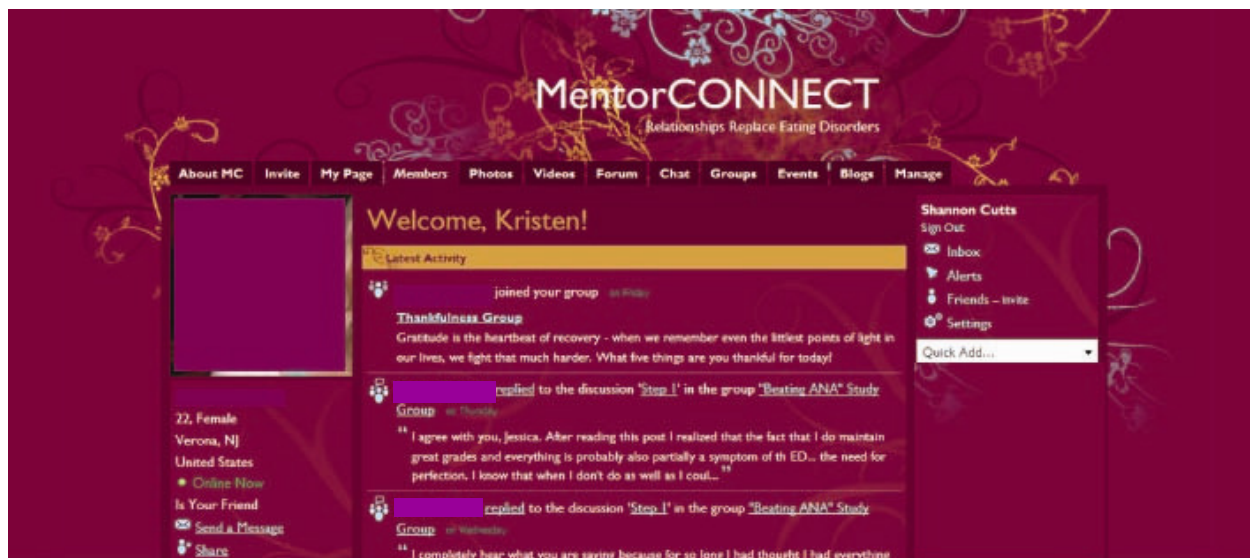 MentorCONNECT
Relationships Replace Eating Disorders
About MC Invite My Page Members Photos Videos Forum Chat Groups Events Blogs Manage
22, Female
Verona, NJ
United States
Online Now
Is Your Friend
Send a Message
Share
Welcome, Kristen!
Latest Activity
joined your group on Friday
Thankfulness Group
Gratitude is the heartbeat of recovery - when we remember even the littlest points of light in
our lives, we fight that much harder. What five things are you thankful for today?
replied to the discussion 'Step 1' in the group "Beating ANA" Study
Group on Thursday
“ I agree with you, Jessica. After reading this post I realized that the fact that I do maintain
great grades and everything is probably also partially a symptom of th ED... the need for
perfection. I know that when I don't do as well as I coul... ”
replied to the discussion 'Step 1' in the group "Beating ANA" Study
Group on Wednesday
“ I completely hear what you are saying because for so long I had thought I had everything
Shannon Cutts
Sign Out
Inbox
Alerts
Friends – invite
Settings
Quick Add...